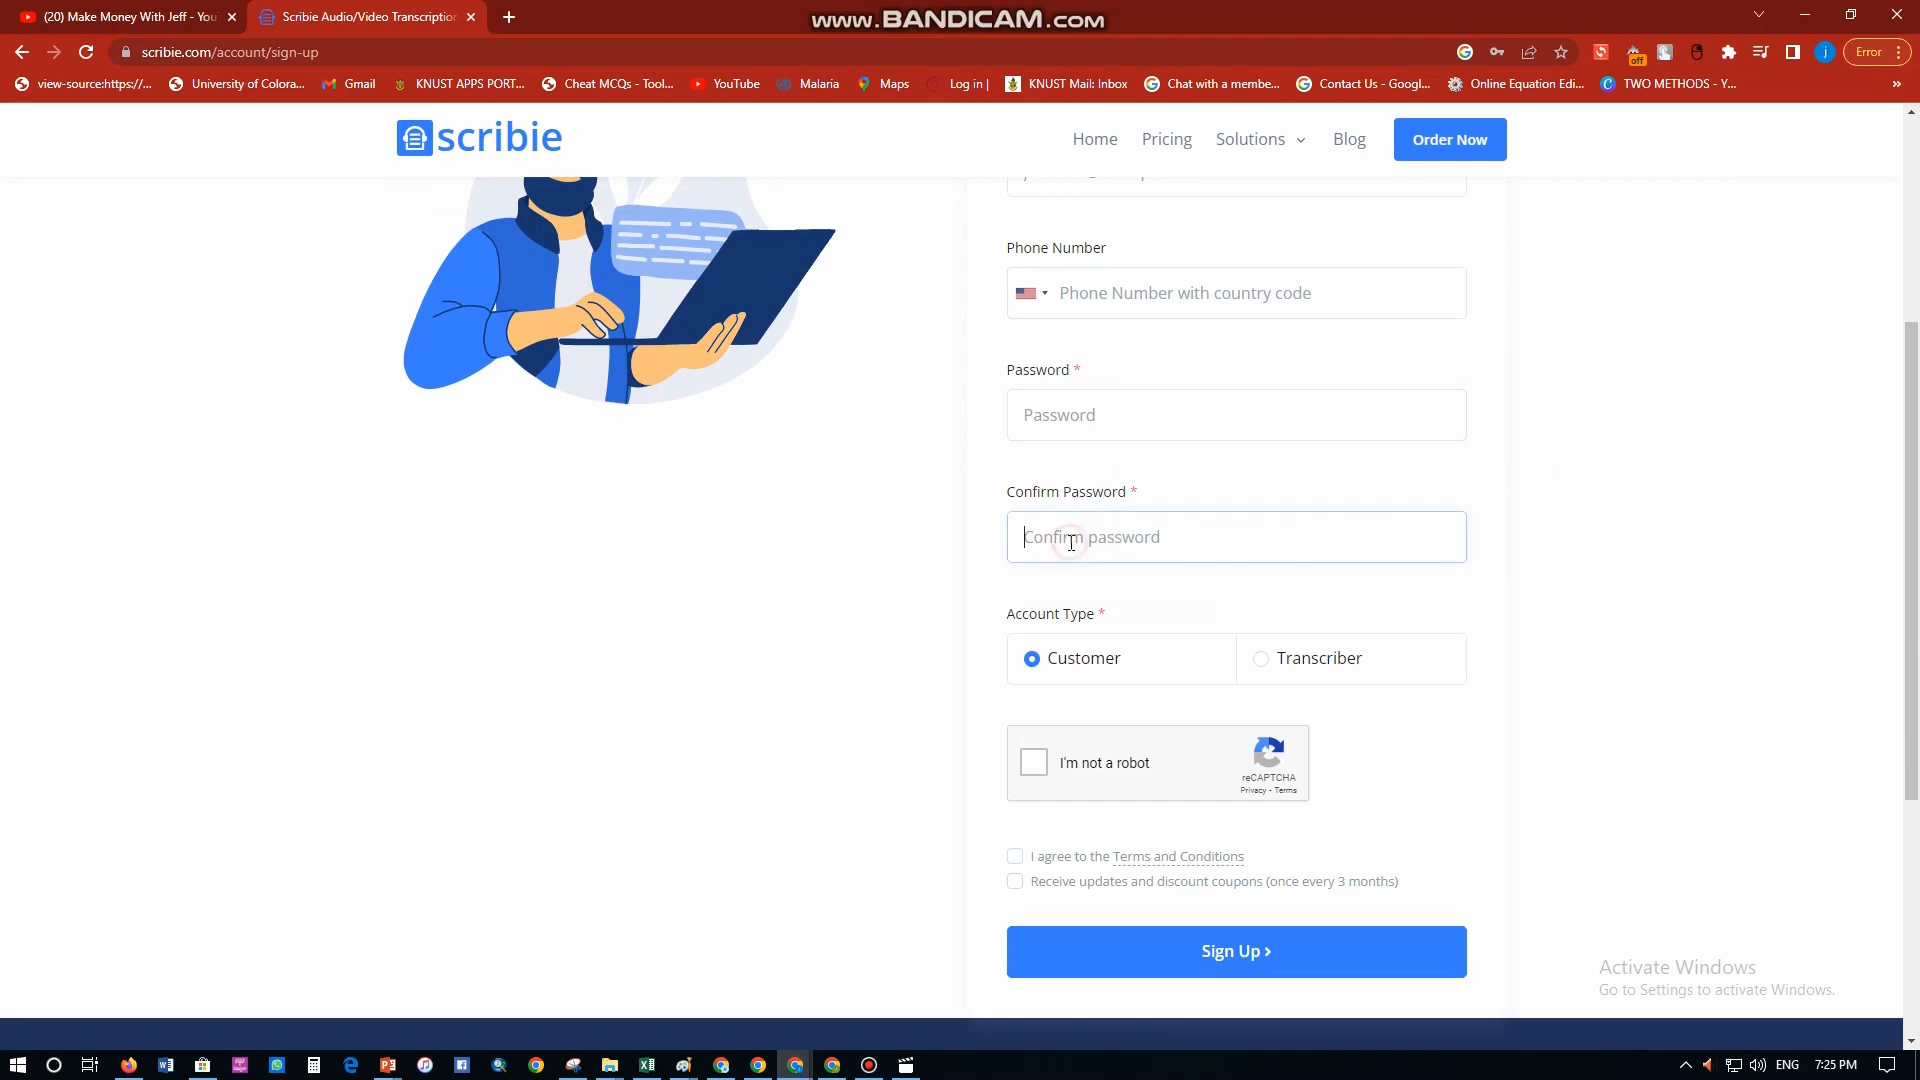 www.BANDICAM.com
(20) Make Money With Jeff - You
Scribie Audio/Video Transcription
scribie.com/account/sign-up
off
j
Error
view-source:https://...
University of Colora...
Gmail
KNUST APPS PORT...
Cheat MCQs - Tool...
YouTube
Malaria
Maps
Log in |
KNUST Mail: Inbox
Chat with a membe...
Contact Us - Googl...
Online Equation Edi...
TWO METHODS - Y...
»
scribie
Home
Pricing
Solutions
Blog
Order Now
Phone Number
Phone Number with country code
Password *
Password
Confirm Password *
Confirm password
Account Type *
Customer
Transcriber
I'm not a robot
reCAPTCHA
Privacy - Terms
I agree to the Terms and Conditions
Receive updates and discount coupons (once every 3 months)
Sign Up ›
Activate Windows
Go to Settings to activate Windows.
ENG
7:25 PM